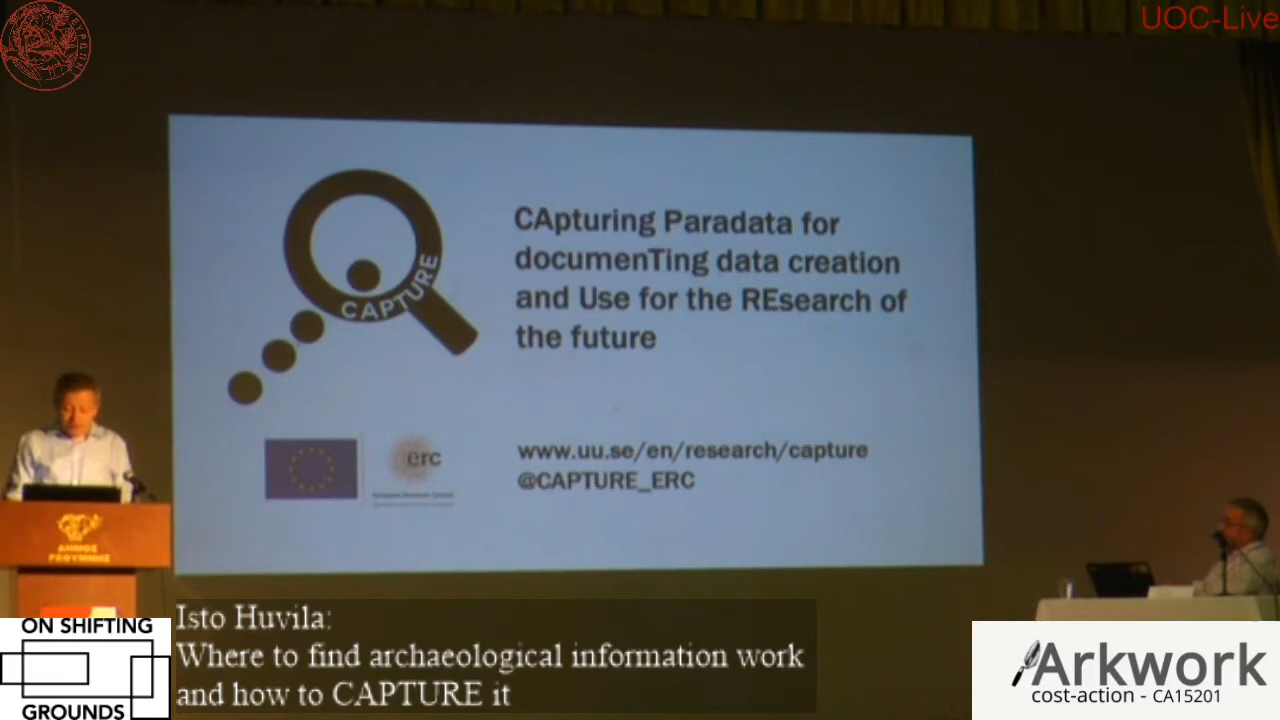 UOC-Live
CApturing Paradata for
documenTing data creation
and Use for the REsearch of
the future
CAPTURE
erc
www.uu.se/en/research/capture
@CAPTURE_ERC
ΔΗΜΟΣ
ΡΕΘΥΜΝΗΣ
ON SHIFTING
GROUNDS
Isto Huvila:
Where to find archaeological information work
and how to CAPTURE it
Arkwork
cost-action - CA15201